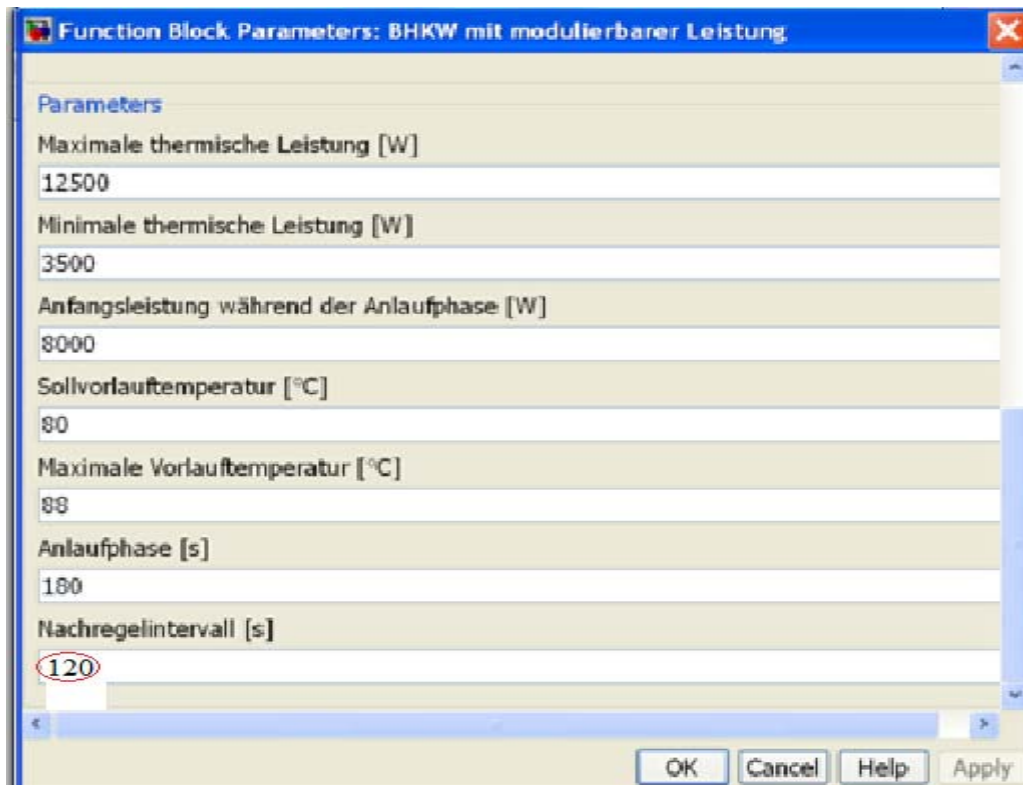 Function Block Parameters: BHKW mit modulierbarer Leistung
Parameters
Maximale thermische Leistung [W]
12500
Minimale thermische Leistung [W]
3500
Anfangsleistung während der Anlaufphase [W]
8000
Sollvorlauftemperatur [°C]
80
Maximale Vorlauftemperatur [°C]
88
Anlaufphase [s]
180
Nachregelintervall [s]
120
OK Cancel Help Apply